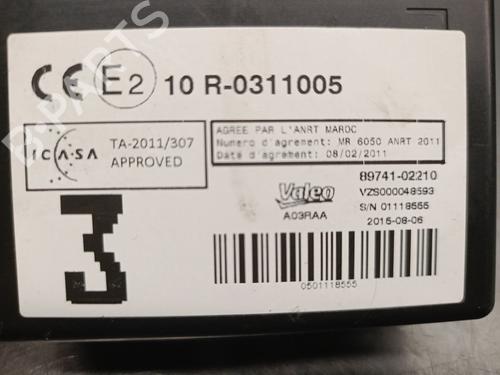 CE E2 10 R-0311005
ICASA
TA-2011/307
APPROVED
AGREE PAR L'ANRT MAROC
Numero d'agrement: MR 6050 ANRT 2011
Date d'agrement: 08/02/2011
89741-02210
Valeo
VZS000048593
A03RAA
S/N 01118555
2015-08-06
3
0501118555
B-PARTS